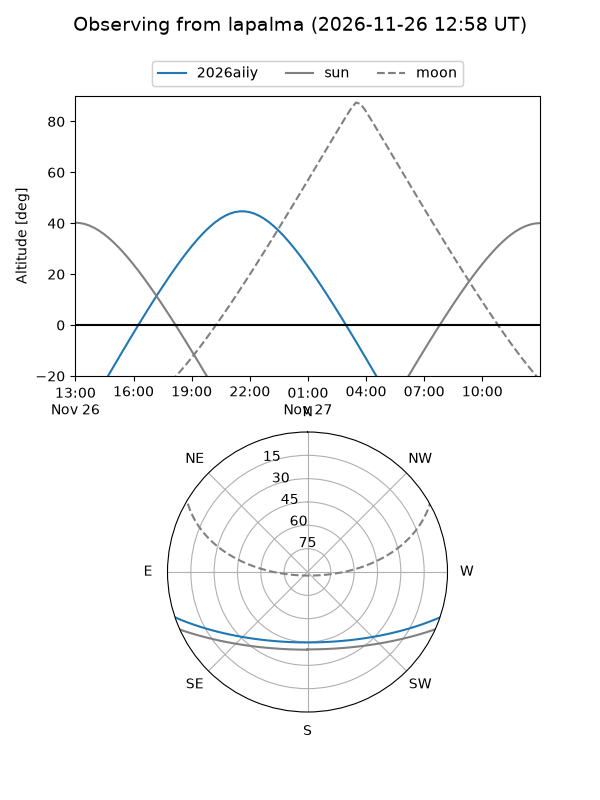 Observing from lapalma (2026-11-26 12:58 UT)
2026aily sun moon
Altitude [deg]
80
60
40
20
0
−20
13:00 16:00 19:00 22:00 01:00 04:00 07:00 10:00
Nov 26 Nov 27
N
NE NW
15
30
45
60
75
E W
SE SW
S